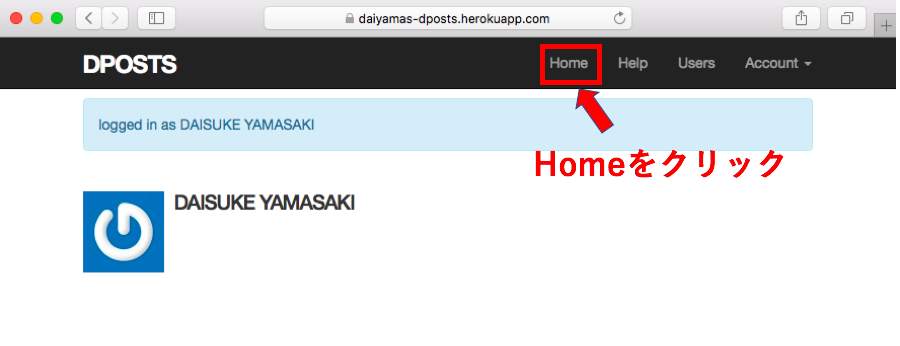 daiyamas-dposts.herokuapp.com
DPOSTS Home Help Users Account
logged in as DAISUKE YAMASAKI
Homeをクリック
DAISUKE YAMASAKI